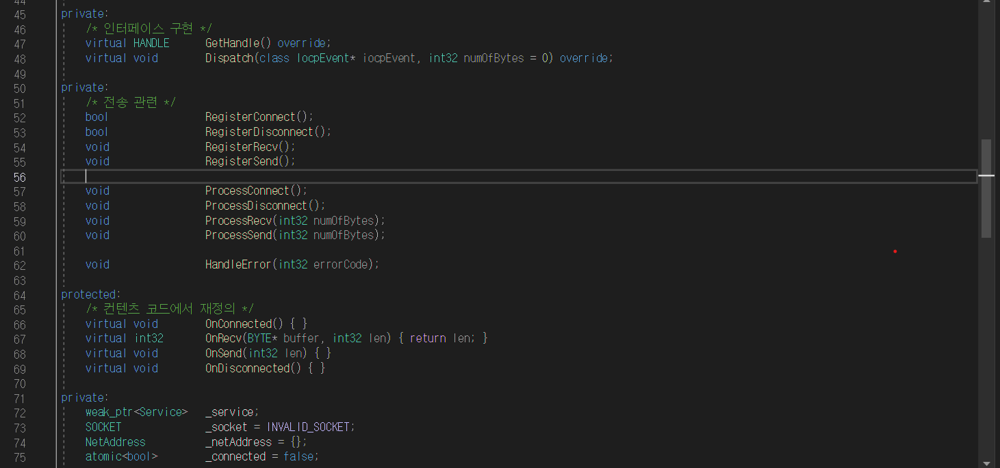 44
45 private:
46 /* 인터페이스 구현 */
47 virtual HANDLE GetHandle() override;
48 virtual void Dispatch(class IocpEvent* iocpEvent, int32 numOfBytes = 0) override;
49
50 private:
51 /* 전송 관련 */
52 bool RegisterConnect();
53 bool RegisterDisconnect();
54 void RegisterRecv();
55 void RegisterSend();
56
57 void ProcessConnect();
58 void ProcessDisconnect();
59 void ProcessRecv(int32 numOfBytes);
60 void ProcessSend(int32 numOfBytes);
61
62 void HandleError(int32 errorCode);
63
64 protected:
65 /* 컨텐츠 코드에서 재정의 */
66 virtual void OnConnected() { }
67 virtual int32 OnRecv(BYTE* buffer, int32 len) { return len; }
68 virtual void OnSend(int32 len) { }
69 virtual void OnDisconnected() { }
70
71 private:
72 weak_ptr<Service> _service;
73 SOCKET _socket = INVALID_SOCKET;
74 NetAddress _netAddress = {};
75 atomic<bool> _connected = false;